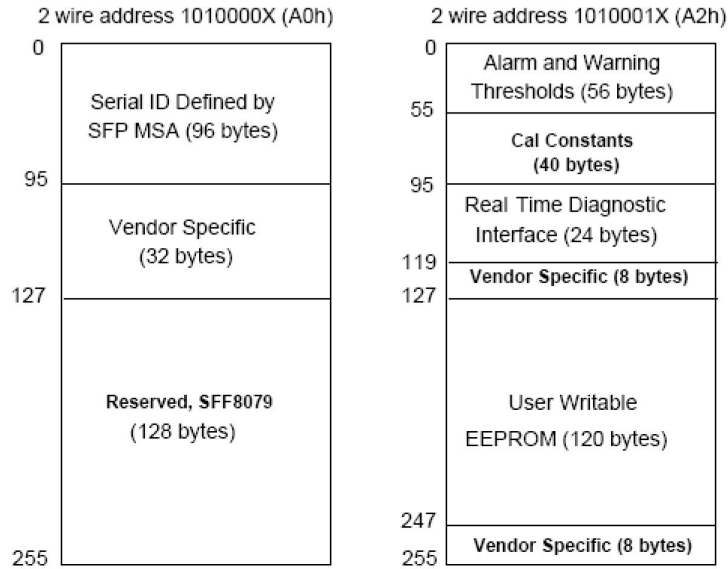 2 wire address 1010000X (A0h)
0
Serial ID Defined by
SFP MSA (96 bytes)
95
Vendor Specific
(32 bytes)
127
Reserved, SFF8079
(128 bytes)
255
2 wire address 1010001X (A2h)
0
Alarm and Warning
Thresholds (56 bytes)
55
Cal Constants
(40 bytes)
95
Real Time Diagnostic
Interface (24 bytes)
119
Vendor Specific (8 bytes)
127
User Writable
EEPROM (120 bytes)
247
Vendor Specific (8 bytes)
255